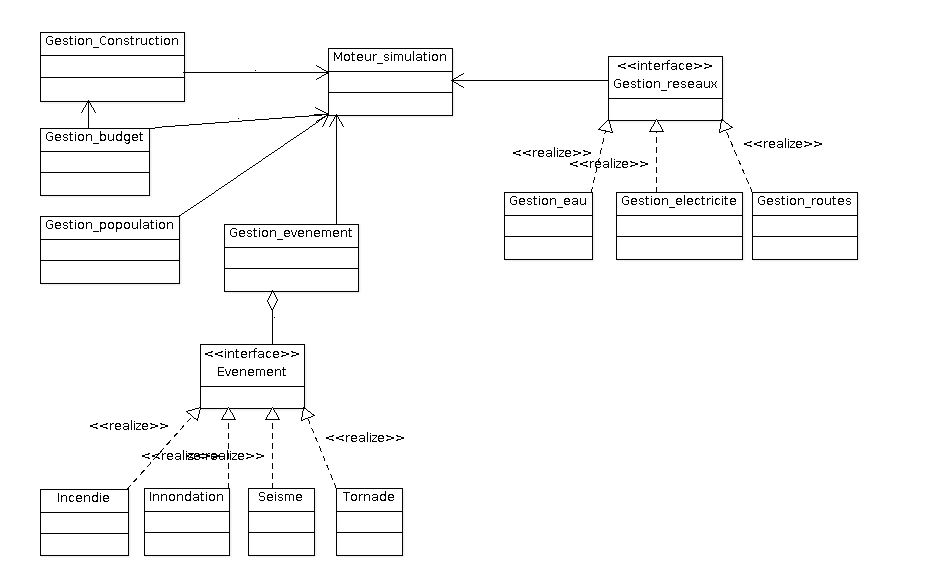 Gestion_Construction
Moteur_simulation
<<interface>>
Gestion_reseaux
Gestion_budget
<<realize>>
<<realize>>
<<realize>>
Gestion_popoulation
Gestion_evenement
Gestion_eau
Gestion_electricite
Gestion_routes
<<interface>>
Evenement
<<realize>>
<<realize>>
<<realize>>
<<realize>>
Incendie
Innondation
Seisme
Tornade